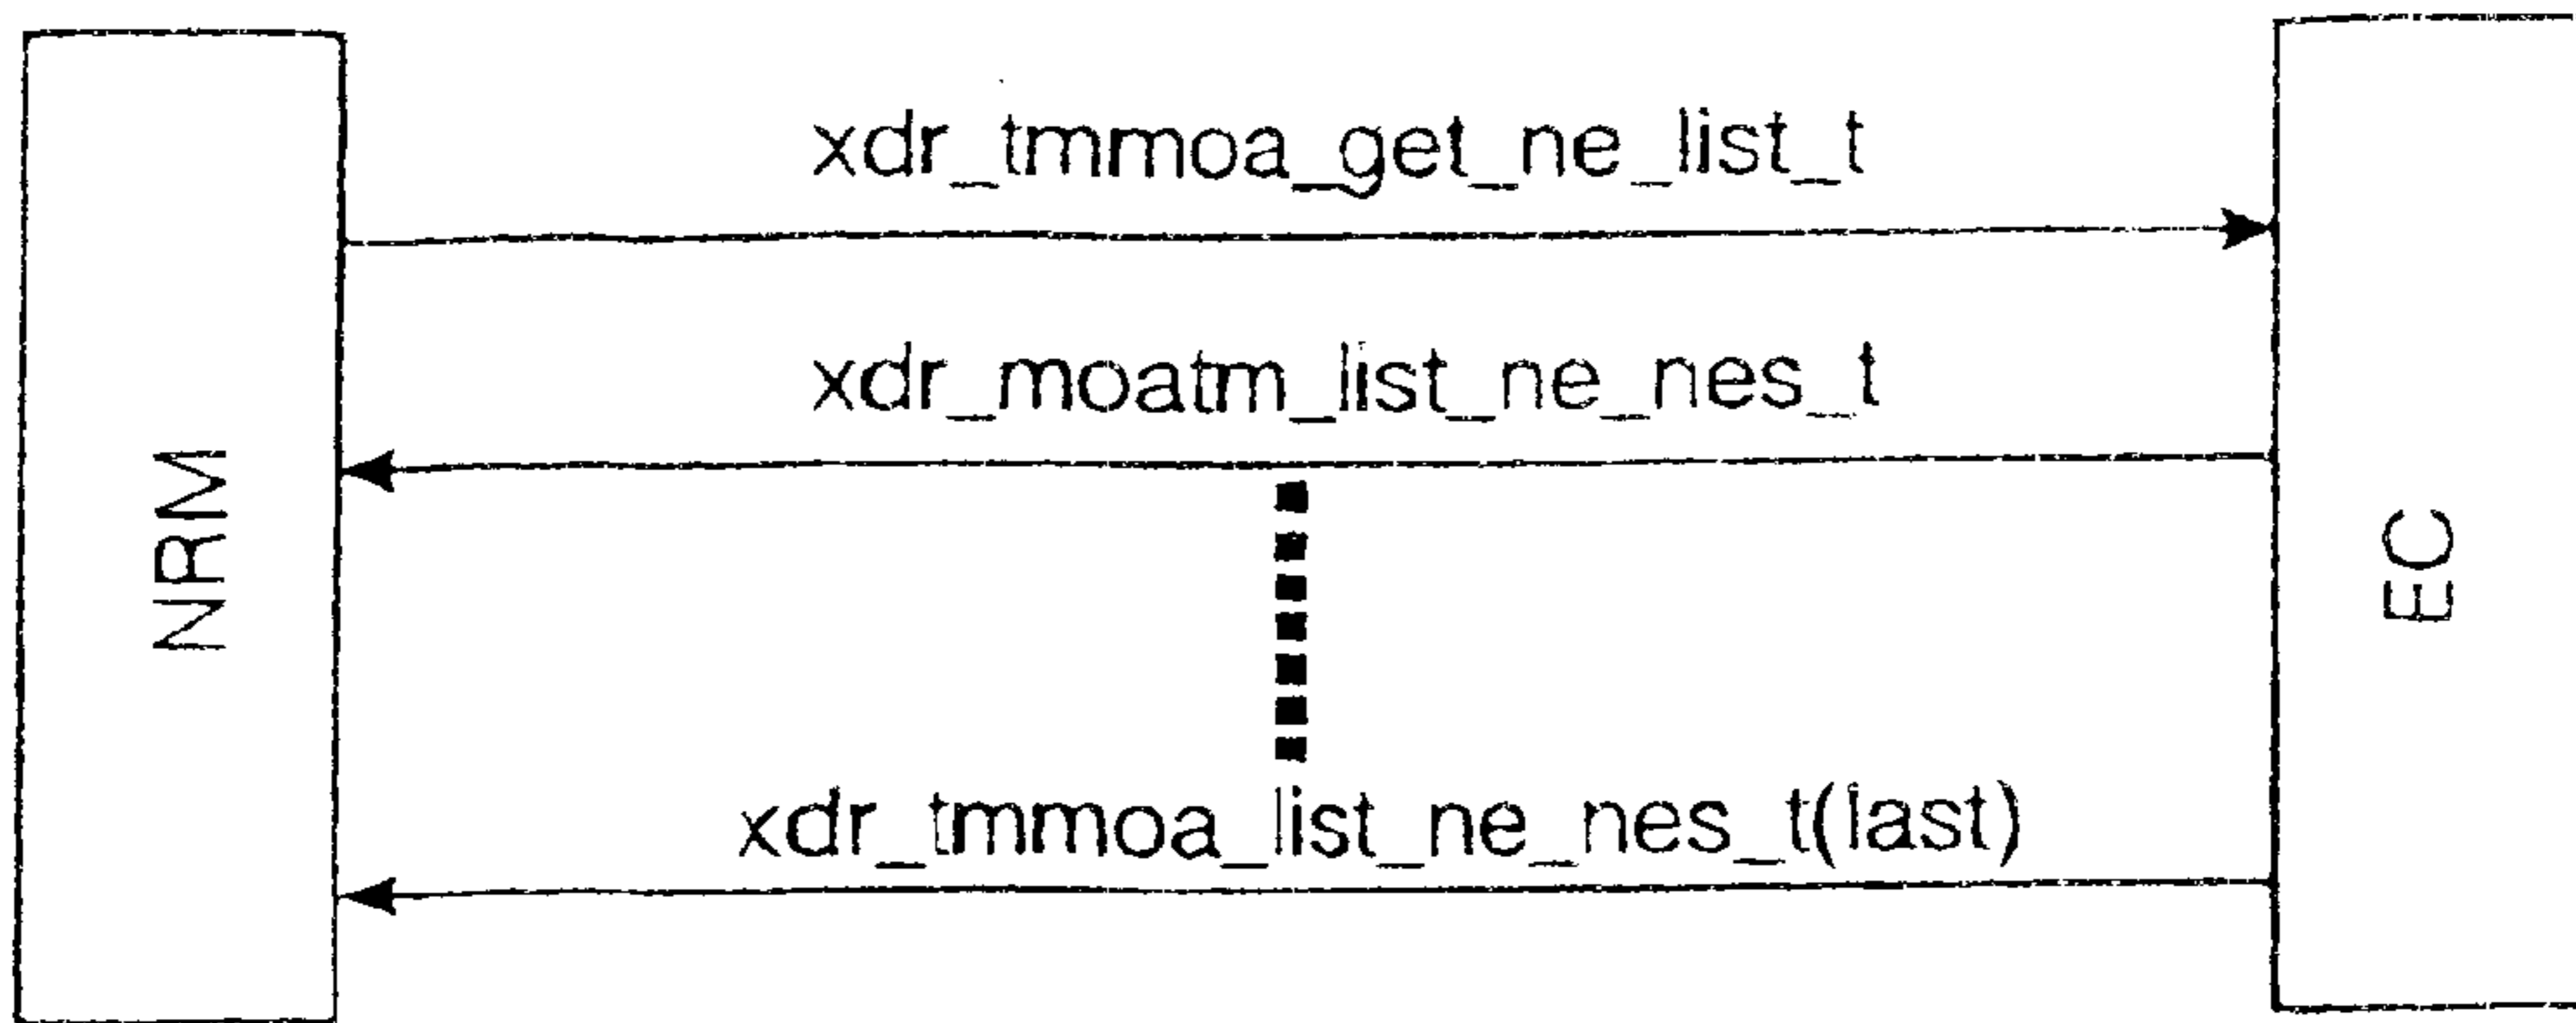 xdr_tmmoa_get_ne_list_t
xdr_moatm_list_ne_nes_t
NRM
EC
xdr_tmmoa_list_ne_nes_t(last)